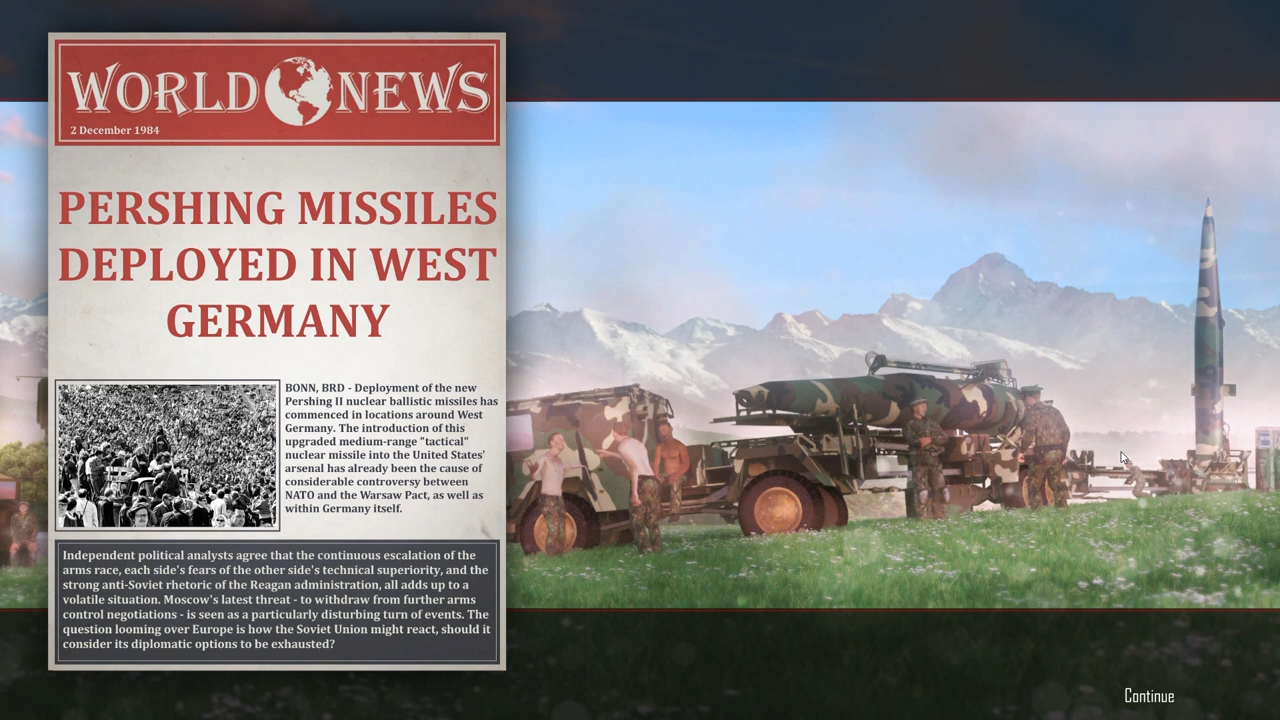 WORLD NEWS
2 December 1984
PERSHING MISSILES
DEPLOYED IN WEST
GERMANY
BONN, BRD - Deployment of the new
Pershing II nuclear ballistic missiles has
commenced in locations around West
Germany. The introduction of this
upgraded medium-range "tactical"
nuclear missile into the United States'
arsenal has already been the cause of
considerable controversy between
NATO and the Warsaw Pact, as well as
within Germany itself.
Independent political analysts agree that the continuous escalation of the
arms race, each side's fears of the other side's technical superiority, and the
strong anti-Soviet rhetoric of the Reagan administration, all adds up to a
volatile situation. Moscow's latest threat - to withdraw from further arms
control negotiations - is seen as a particularly disturbing turn of events. The
question looming over Europe is how the Soviet Union might react, should it
consider its diplomatic options to be exhausted?
Continue